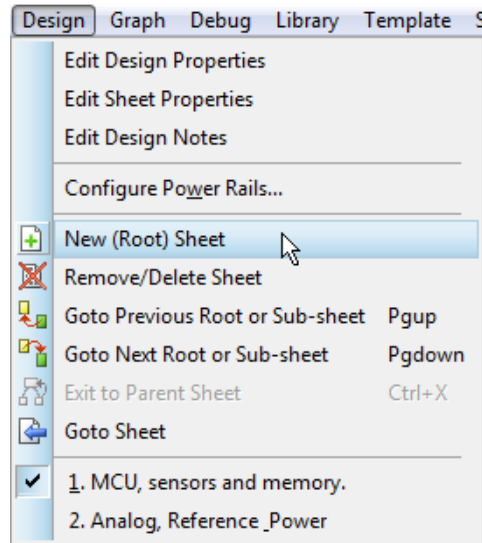 Design Graph Debug Library Template S
Edit Design Properties
Edit Sheet Properties
Edit Design Notes
Configure Power Rails...
New (Root) Sheet
Remove/Delete Sheet
Goto Previous Root or Sub-sheet Pgup
Goto Next Root or Sub-sheet Pgdown
Exit to Parent Sheet Ctrl+X
Goto Sheet
1. MCU, sensors and memory.
2. Analog, Reference _Power